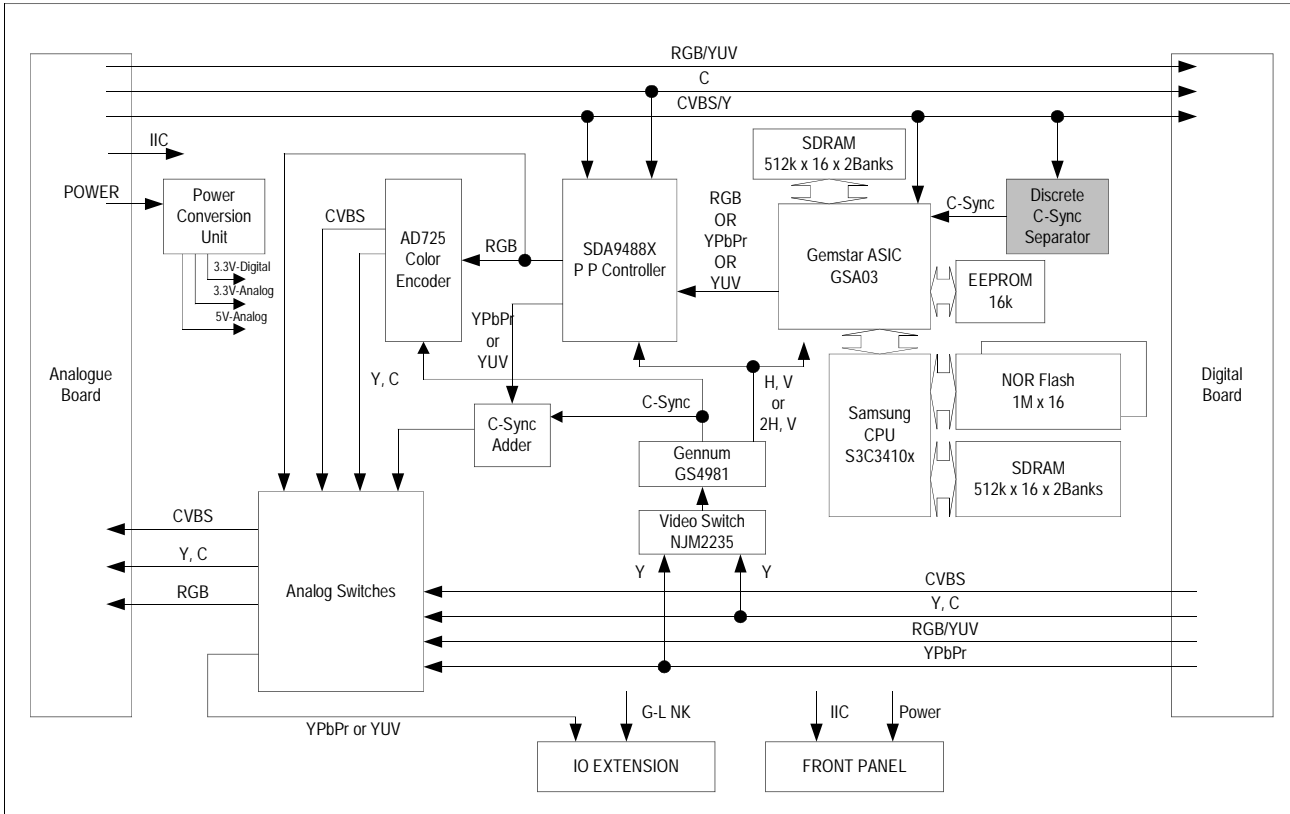 RGB/YUV
C
CVBS/Y
IIC
POWER
Power
Conversion
Unit
3.3V-Digital
3.3V-Analog
5V-Analog
Analogue
Board
CVBS
AD725
Color
Encoder
RGB
SDA9488X
P P Controller
RGB
OR
YPbPr
OR
YUV
SDRAM
512k x 16 x 2Banks
Gemstar ASIC
GSA03
C-Sync
Discrete
C-Sync
Separator
EEPROM
16k
YPbPr
or
YUV
Y, C
C-Sync
Adder
C-Sync
H, V
or
2H, V
Gennum
GS4981
Video Switch
NJM2235
Y
Y
Samsung
CPU
S3C3410x
NOR Flash
1M x 16
SDRAM
512k x 16 x 2Banks
Digital
Board
CVBS
Y, C
RGB
Analog Switches
CVBS
Y, C
RGB/YUV
YPbPr
YPbPr or YUV
G-L NK
IIC
Power
IO EXTENSION
FRONT PANEL